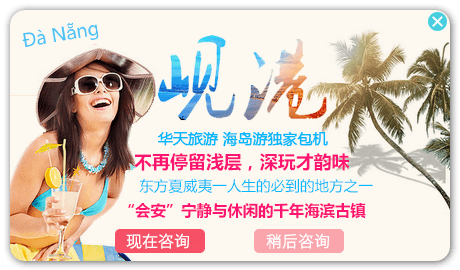 Đà Nẵng
岘港
华天旅游 海岛游独家包机
不再停留浅层，深玩才韵味
东方夏威夷一人生的必到的地方之一
“会安”宁静与休闲的千年海滨古镇
现在咨询
稍后咨询